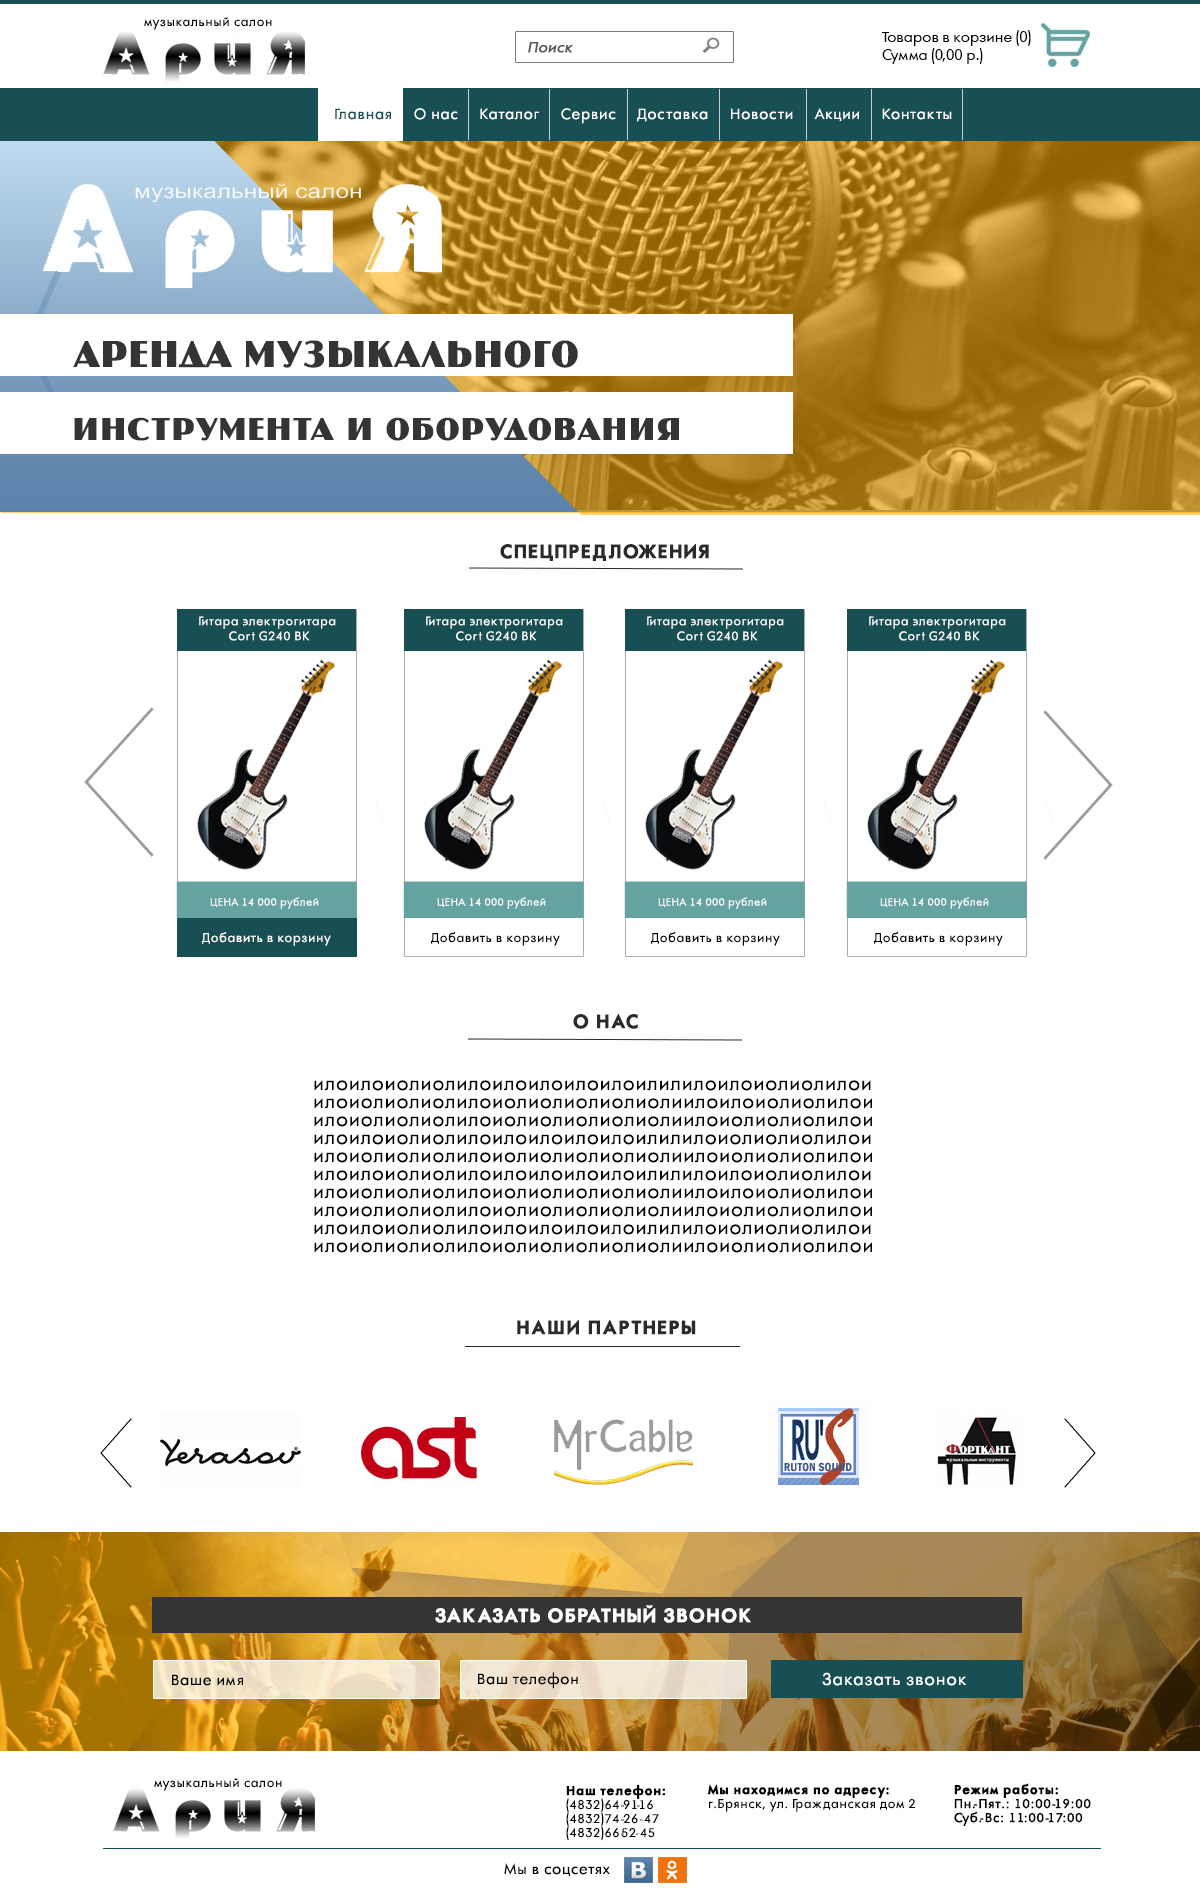 музыкальный салон
АриЯ
Поиск
Товаров в корзине (0)
Сумма (0,00 р.)
Главная
О нас
Каталог
Сервис
Доставка
Новости
Акции
Контакты
музыкальный салон
АриЯ
АРЕНДА МУЗЫКАЛЬНОГО
ИНСТРУМЕНТА И ОБОРУДОВАНИЯ
СПЕЦПРЕДЛОЖЕНИЯ
Гитара электрогитара
Cort G240 BK
ЦЕНА 14 000 рублей
Добавить в корзину
Гитара электрогитара
Cort G240 BK
ЦЕНА 14 000 рублей
Добавить в корзину
Гитара электрогитара
Cort G240 BK
ЦЕНА 14 000 рублей
Добавить в корзину
Гитара электрогитара
Cort G240 BK
ЦЕНА 14 000 рублей
Добавить в корзину
О НАС
илоилоиолиолилоилоилоилоилоилилилоилоиолиолилои
илоиолиолиолилоиолиолиолиолиолиилоилоиолиолилои
илоиолиолиолилоиолиолиолиолиолиилоиолиолиолилои
илоилоиолиолилоилоилоилоилоилилилоиолиолиолилои
илоиолиолиолилоиолиолиолиолиолиилоиолиолиолилои
илоилоиолиолилоилоилоилоилоилилилоилоиолиолилои
илоиолиолиолилоиолиолиолиолиолиилоилоиолиолилои
илоиолиолиолилоиолиолиолиолиолиилоиолиолиолилои
илоилоиолиолилоилоилоилоилоилилилоиолиолиолилои
илоиолиолиолилоиолиолиолиолиолиилоиолиолиолилои
НАШИ ПАРТНЕРЫ
Yerasov
ast
MrCable
RU'S
RUTON SOUND
ФОРТКАНТ
музыкальные инструменты
ЗАКАЗАТЬ ОБРАТНЫЙ ЗВОНОК
Ваше имя
Ваш телефон
Заказать звонок
музыкальный салон
АриЯ
Наш телефон:
(4832)64-91-16
(4832)74-26-47
(4832)6652-45
Мы находимся по адресу:
г.Брянск, ул. Гражданская дом 2
Режим работы:
Пн.-Пят.: 10:00-19:00
Суб.-Вс: 11:00-17:00
Мы в соцсетях
В